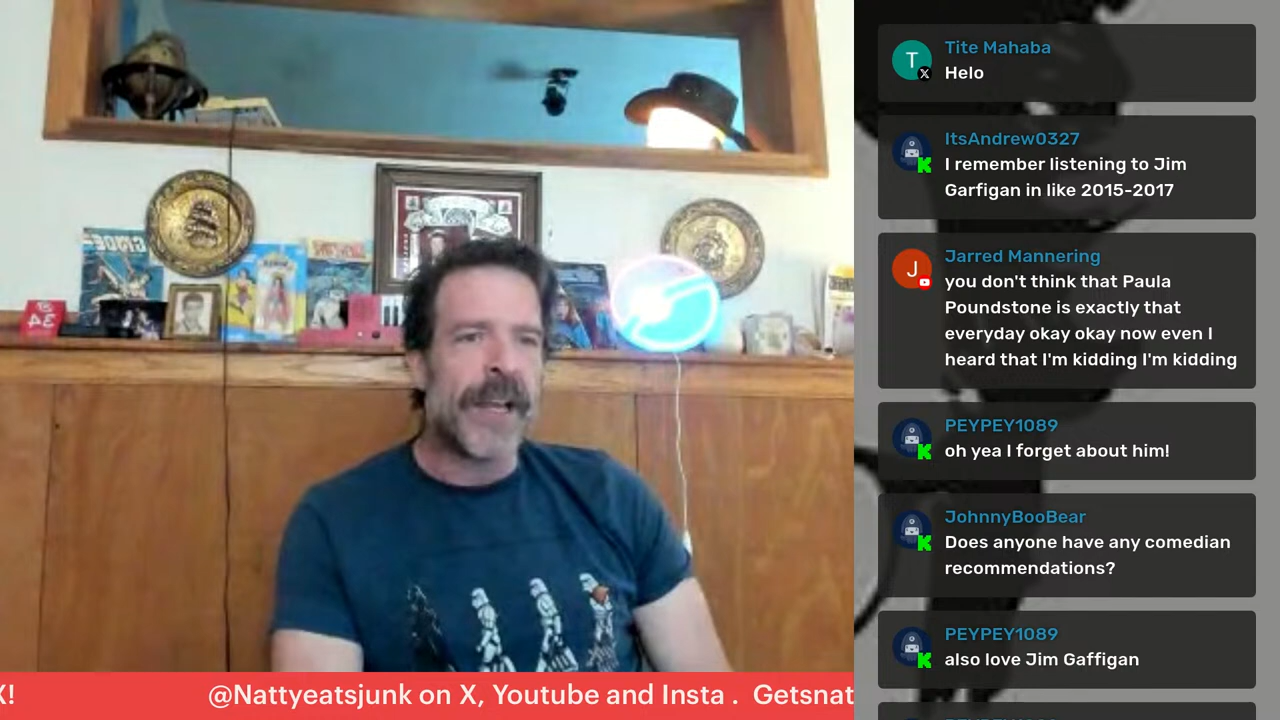 Tite Mahaba
T
Helo
ItsAndrew0327
I remember listening to Jim
Garfigan in like 2015-2017
Jarred Mannering
J
you don't think that Paula
Poundstone is exactly that
everyday okay okay now even I
heard that I'm kidding I'm kidding
PEYPEY1089
oh yea I forget about him!
JohnnyBooBear
Does anyone have any comedian
recommendations?
PEYPEY1089
also love Jim Gaffigan
X! @Nattyeatsjunk on X, Youtube and Insta . Getsnat